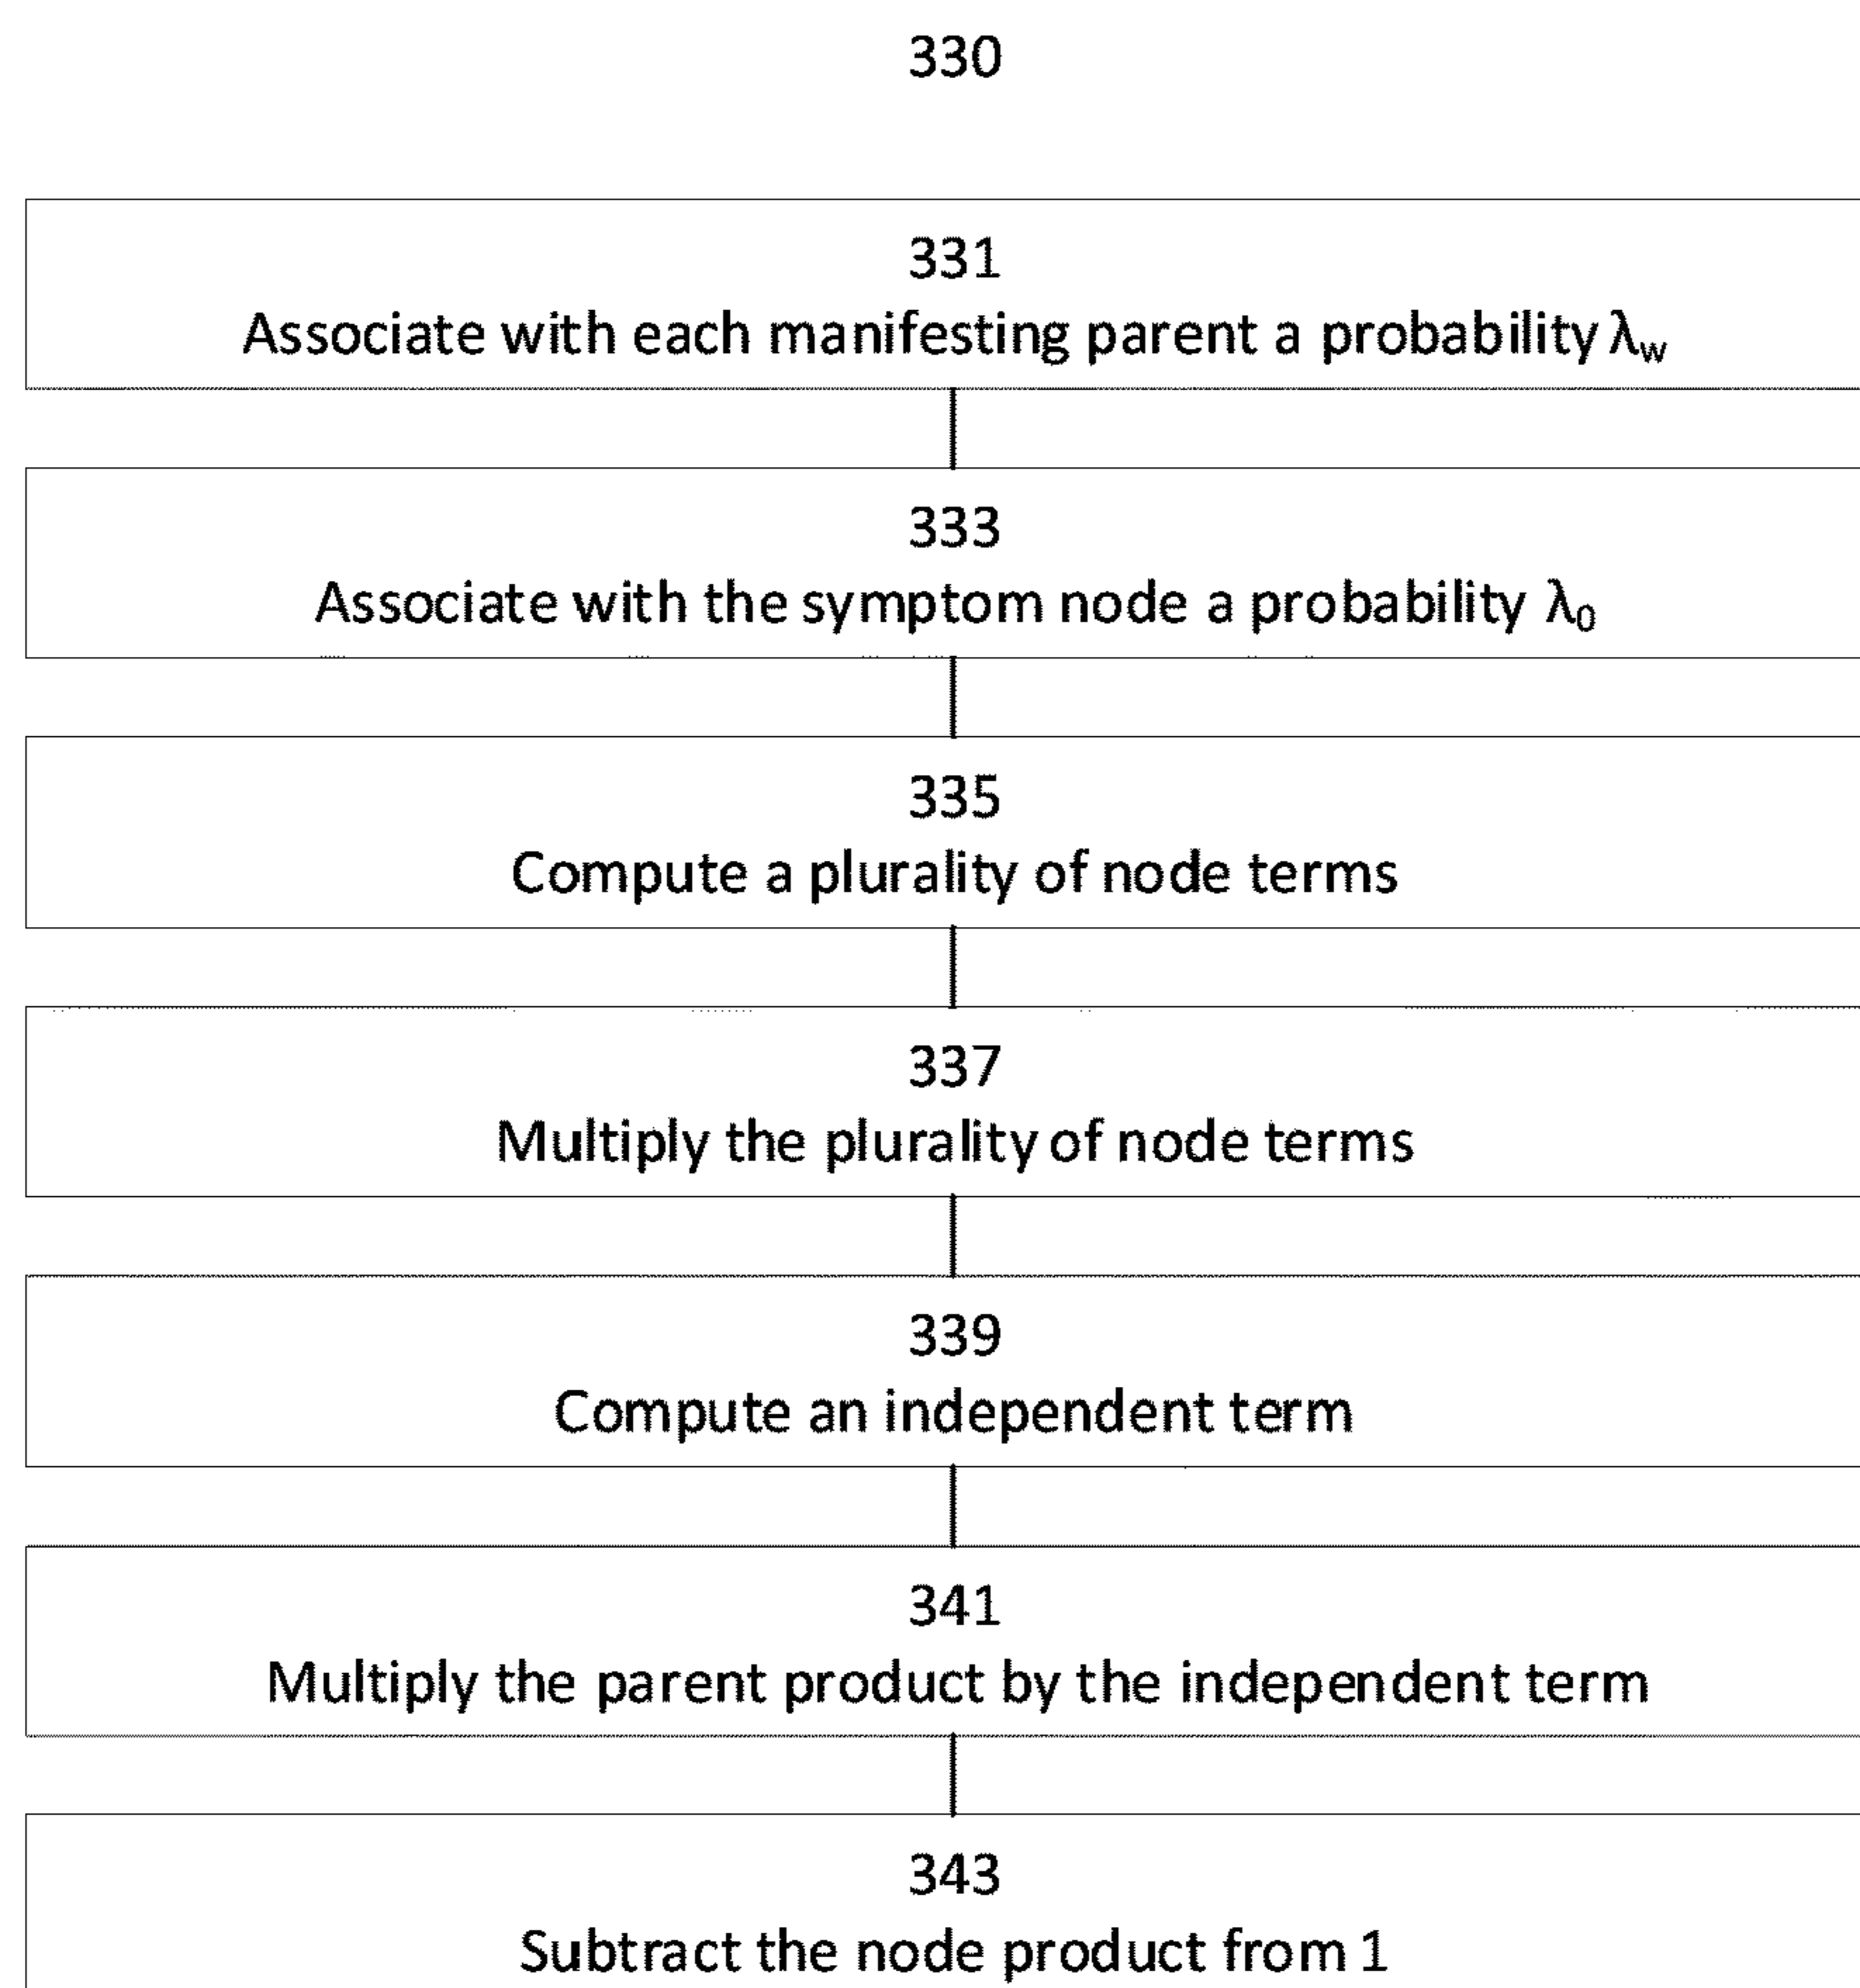 330
331
Associate with each manifesting parent a probability λw
333
Associate with the symptom node a probability λ0
335
Compute a plurality of node terms
337
Multiply the plurality of node terms
339
Compute an independent term
341
Multiply the parent product by the independent term
343
Subtract the node product from 1